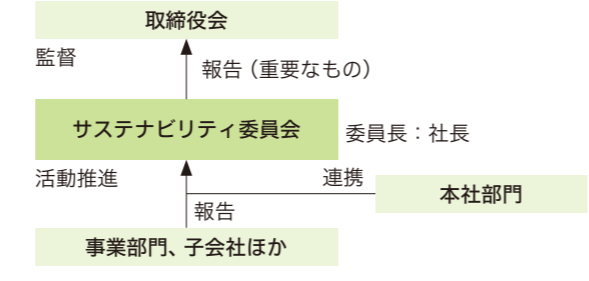 取締役会
監督
報告（重要なもの）
サステナビリティ委員会
委員長：社長
活動推進
連携
本社部門
報告
事業部門、子会社ほか